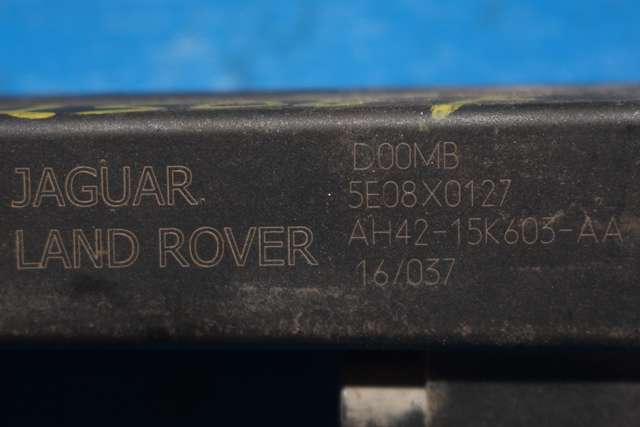 JAGUAR
LAND ROVER
D00MB
5E08X0127
AH42-15K603-AA
16/037